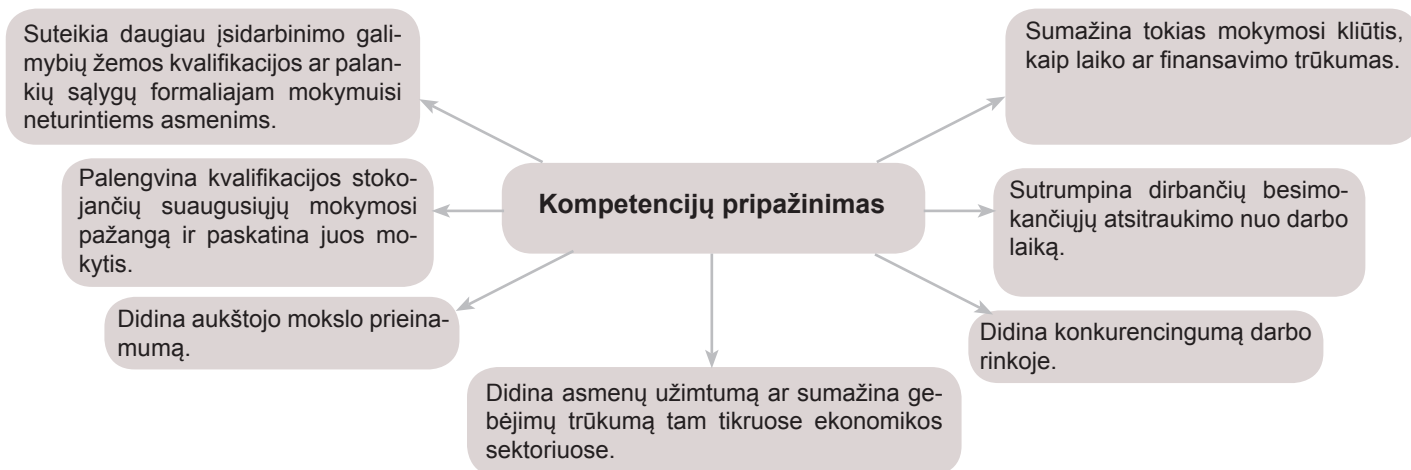 Suteikia daugiau įsidarbinimo gali-
mybių žemos kvalifikacijos ar palan-
kių sąlygų formaliajam mokymuisi
neturintiems asmenims.
Sumažina tokias mokymosi kliūtis,
kaip laiko ar finansavimo trūkumas.
Kompetencijų pripažinimas
Palengvina kvalifikacijos stoko-
jančių suaugusiųjų mokymosi
pažangą ir paskatina juos mo-
kytis.
Sutrumpina dirbančių besimo-
kančiųjų atsitraukimo nuo darbo
laiką.
Didina aukštojo mokslo prieina-
mumą.
Didina konkurencingumą darbo
rinkoje.
Didina asmenų užimtumą ar sumažina ge-
bėjimų trūkumą tam tikruose ekonomikos
sektoriuose.